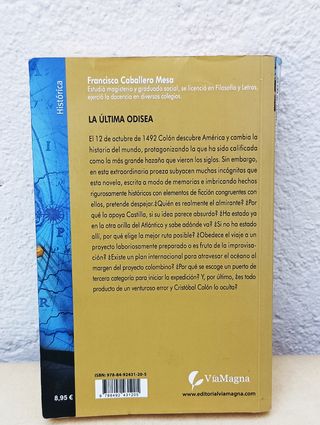 Histórica
Francisco Caballero Mesa
Estudió magisterio y graduado social, se licenció en Filosofía y Letras,
ejerció la docencia en diversos colegios.
LA ÚLTIMA ODISEA
El 12 de octubre de 1492 Colón descubre América y cambia la
historia del mundo, protagonizando la que ha sido calificada
como la más grande hazaña que vieron los siglos. Sin embargo,
en esta extraordinaria proeza subyacen muchas incógnitas que
esta novela, escrita a modo de memorias e imbricando hechos
rigurosamente históricos con elementos de ficción congruentes con
ellos, pretende despejar. ¿Quién es realmente el almirante? ¿Por
qué lo apoya Castilla, si su idea parece absurda? ¿Ha estado ya
en la otra orilla del Atlántico y sabe adónde va? ¿Si no ha estado
allí, por qué elige la mejor ruta posible? ¿Obedece el viaje a un
proyecto laboriosamente preparado o es fruto de la improvisa-
ción? ¿Existe un plan internacional para atravesar el océano al
margen del proyecto colombino? ¿Por qué se escoge un puerto de
tercera categoría para iniciar la expedición? Y, por último, ¿es todo
producto de un venturoso error y Cristóbal Colón lo oculta?
ISBN: 978-84-92431-20-5
9 788492 431205
8,95 €
VíaMagna
www.editorialviamagna.com